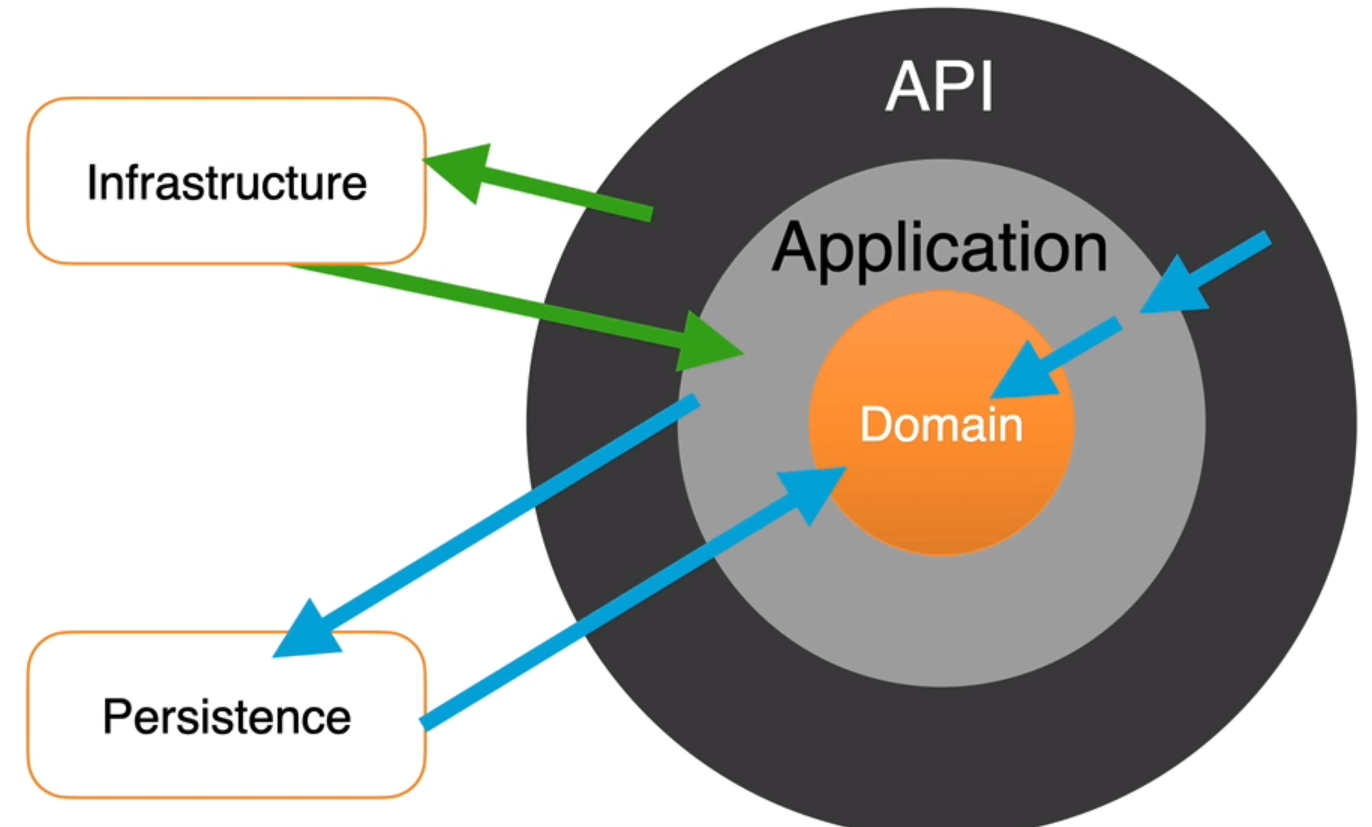 API
Infrastructure
Application
Domain
Persistence